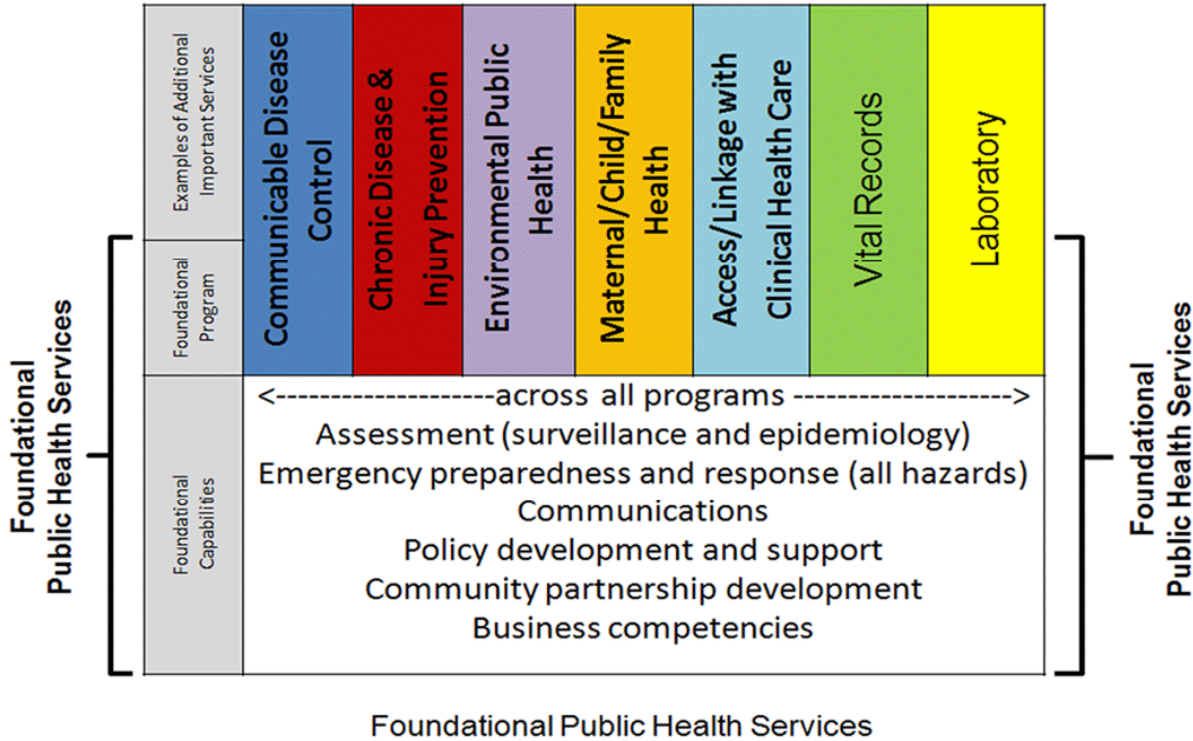 Examples of Additional
Important Services
Foundational
Program
Foundational
Capabilities
Foundational
Public Health Services
Communicable Disease
Control
Chronic Disease &
Injury Prevention
Environmental Public
Health
Maternal/Child/Family
Health
Access/Linkage with
Clinical Health Care
Vital Records
Laboratory
<-------------------across all programs ------------------->
Assessment (surveillance and epidemiology)
Emergency preparedness and response (all hazards)
Communications
Policy development and support
Community partnership development
Business competencies
Foundational
Public Health Services
Foundational Public Health Services